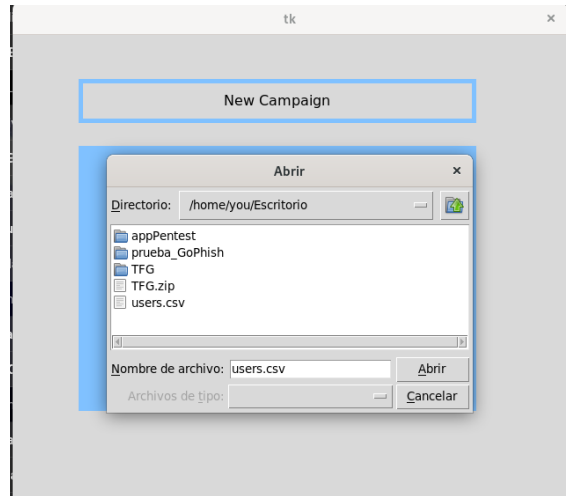 tk
New Campaign
Abrir
Directorio: /home/you/Escritorio
appPentest
prueba_GoPhish
TFG
TFG.zip
users.csv
Nombre de archivo: users.csv Abrir
Archivos de tipo: Cancelar